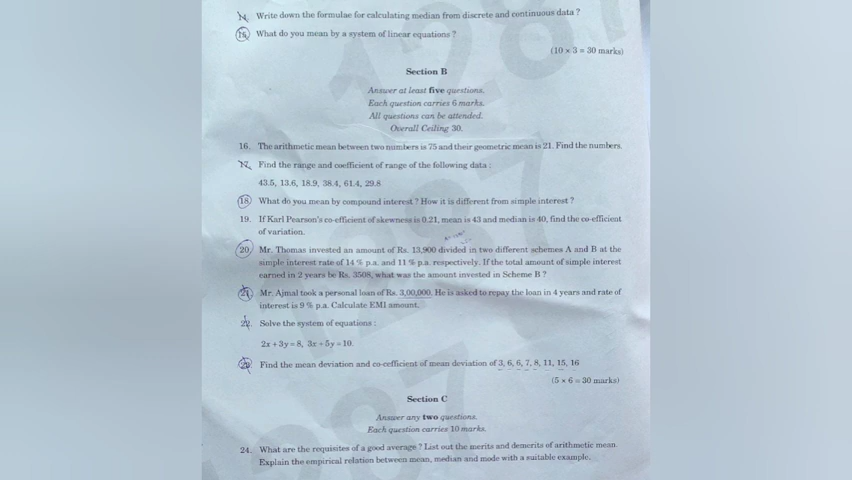 14. Write down the formulae for calculating median from discrete and continuous data ?
15. What do you mean by a system of linear equations ?
(10 × 3 = 30 marks)
Section B
Answer at least five questions.
Each question carries 6 marks.
All questions can be attended.
Overall Ceiling 30.
16. The arithmetic mean between two numbers is 75 and their geometric mean is 21. Find the numbers.
17. Find the range and coefficient of range of the following data :
43.5, 13.6, 18.9, 38.4, 61.4, 29.8
18. What do you mean by compound interest ? How it is different from simple interest ?
19. If Karl Pearson's co-efficient of skewness is 0.21, mean is 43 and median is 40, find the co-efficient
of variation.
20. Mr. Thomas invested an amount of Rs. 13,900 divided in two different schemes A and B at the
simple interest rate of 14 % p.a. and 11 % p.a. respectively. If the total amount of simple interest
earned in 2 years be Rs. 3508, what was the amount invested in Scheme B ?
21. Mr. Ajmal took a personal loan of Rs. 3,00,000. He is asked to repay the loan in 4 years and rate of
interest is 9 % p.a. Calculate EMI amount.
22. Solve the system of equations :
2x + 3y = 8, 3x + 5y = 10.
23. Find the mean deviation and co-cefficient of mean deviation of 3, 6, 6, 7, 8, 11, 15, 16
(5 × 6 = 30 marks)
Section C
Answer any two questions.
Each question carries 10 marks.
24. What are the requisites of a good average ? List out the merits and demerits of arithmetic mean.
Explain the empirical relation between mean, median and mode with a suitable example.